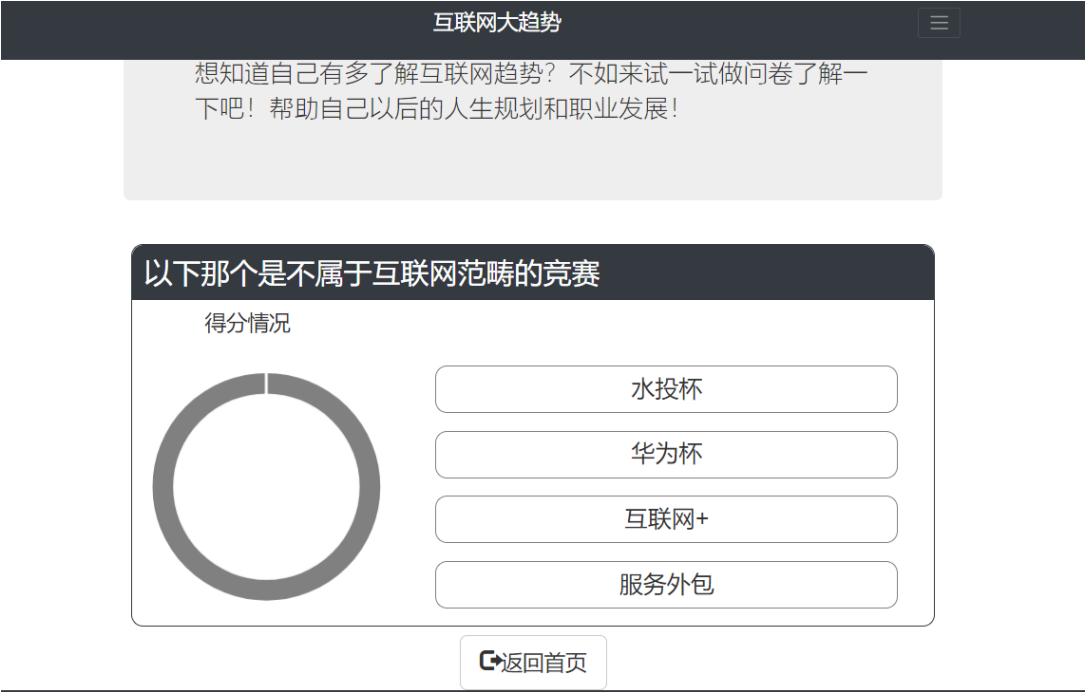 互联网大趋势
想知道自己有多了解互联网趋势？不如来试一试做问卷了解一
下吧！帮助自己以后的人生规划和职业发展！
以下那个是不属于互联网范畴的竞赛
得分情况
水投杯
华为杯
互联网+
服务外包
返回首页